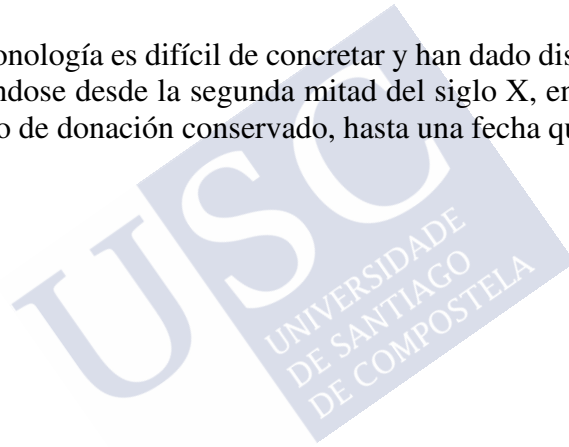 onología es difícil de concretar y han dado dis
ndose desde la segunda mitad del siglo X, en
o de donación conservado, hasta una fecha qu
USC
UNIVERSIDADE
DE SANTIAGO
DE COMPOSTELA